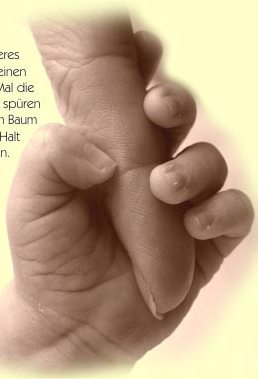 eres
einen
Mal die
spüren
n Baum
Halt
n.